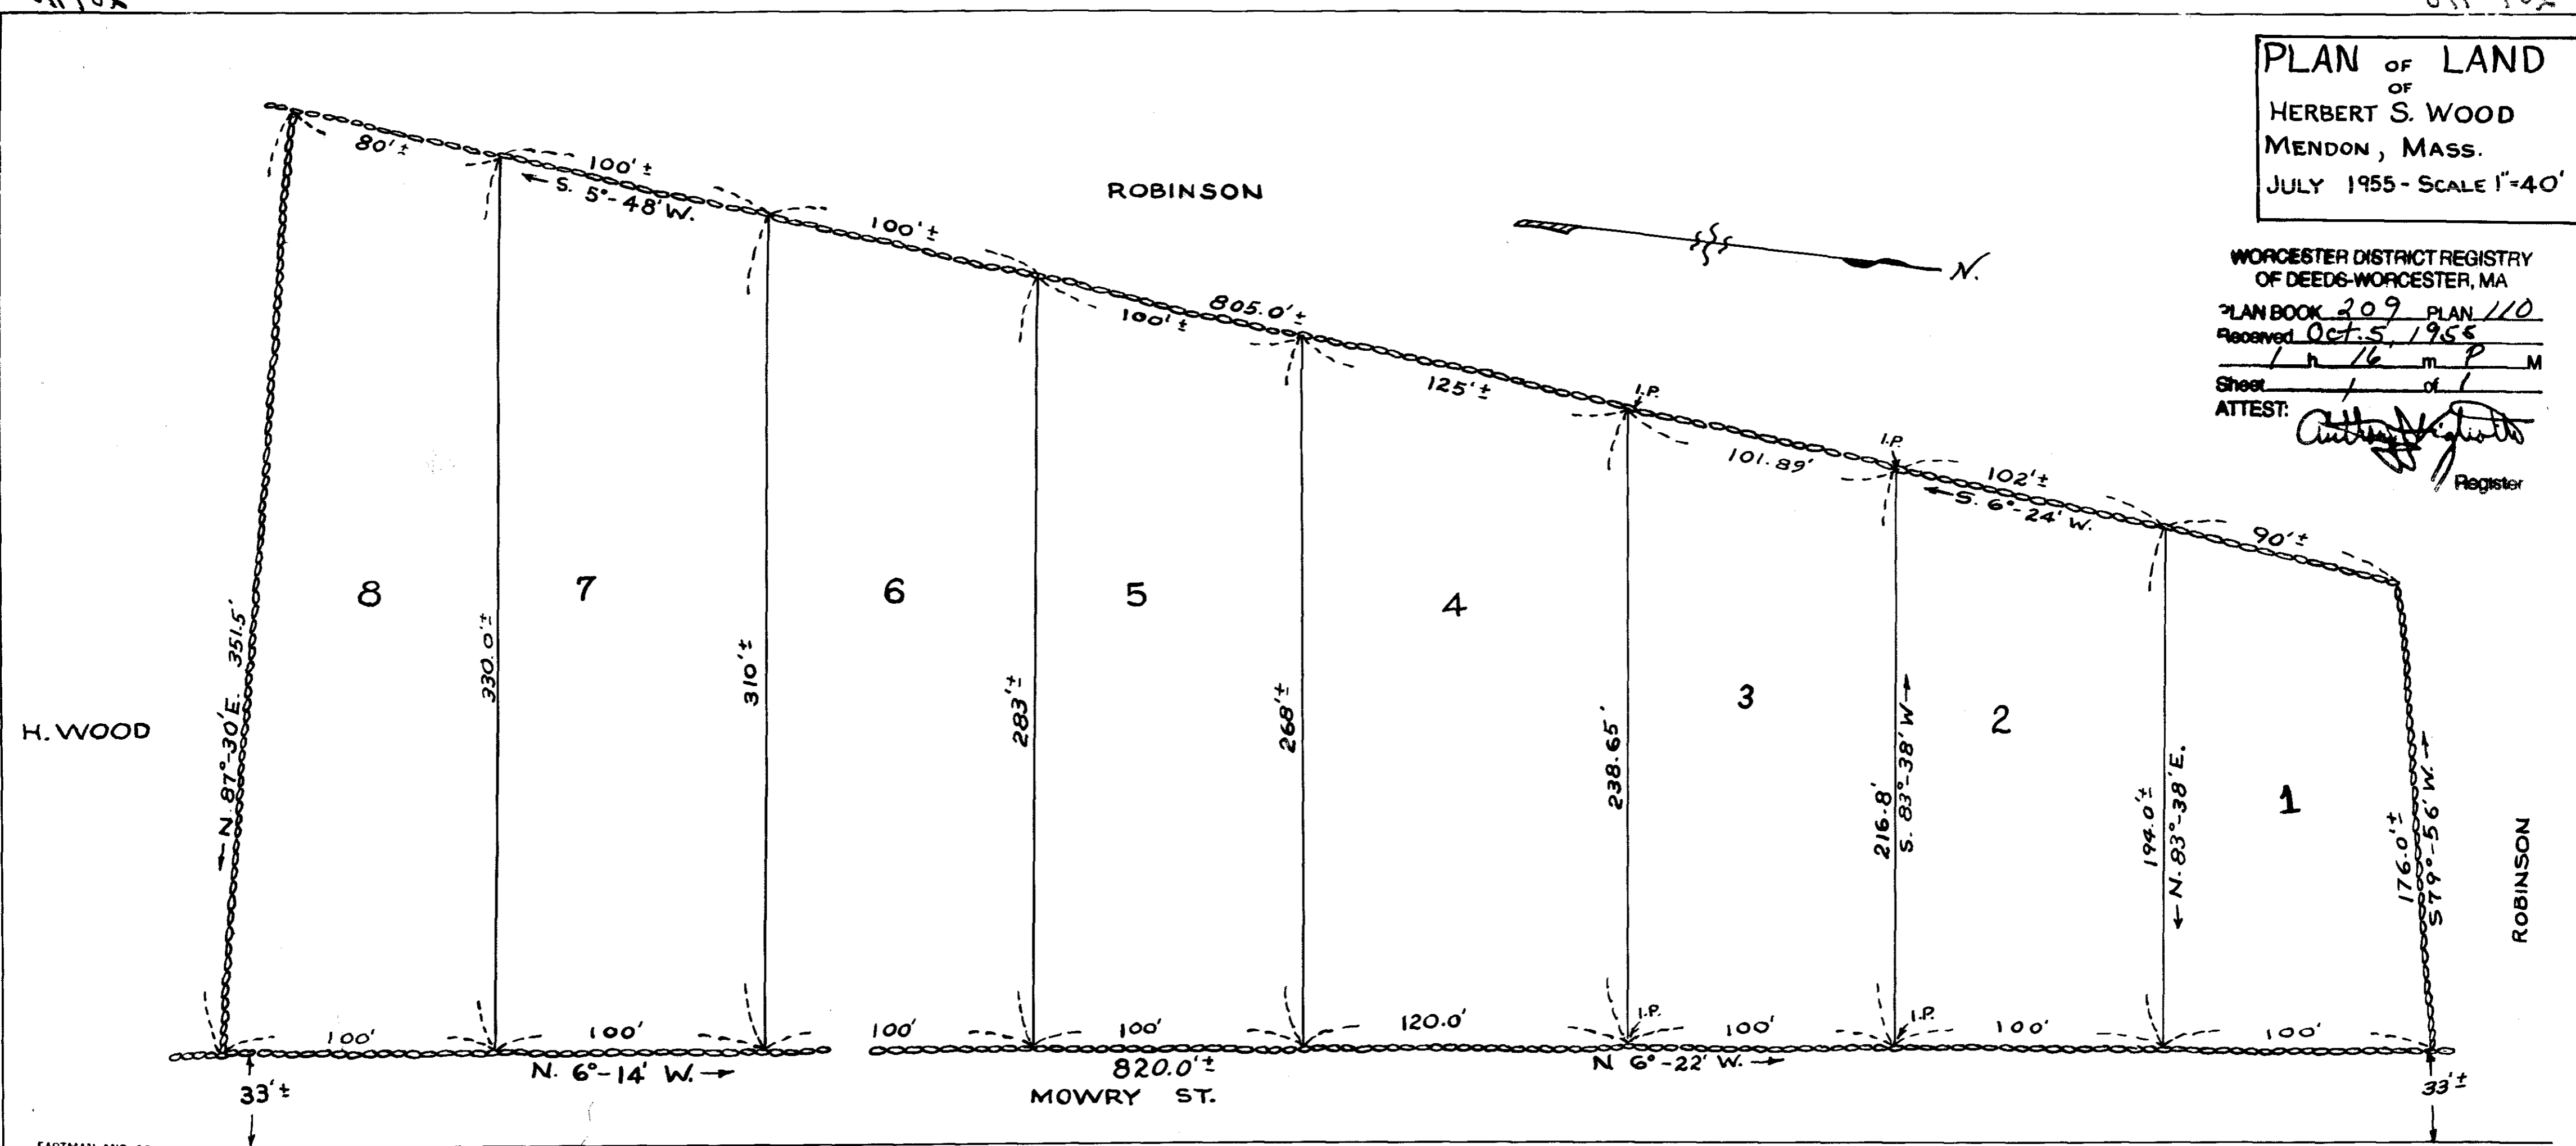 PLAN OF LAND
OF
HERBERT S. WOOD
MENDON, MASS.
JULY 1955 - SCALE 1"=40'
WORCESTER DISTRICT REGISTRY
OF DEEDS-WORCESTER, MA
PLAN BOOK 209 PLAN 110
Received Oct. 5, 1955
1 h 16 m P M
Sheet 1 of 1
ATTEST:
Register
80'±
100'±
S. 5°-48' W.
100'±
100'±
805.0'±
125'±
I.P.
101.89'
I.P.
102'±
S. 6°-24' W.
90'±
ROBINSON
N.
8
7
6
5
4
3
2
1
H. WOOD
N. 87°-30' E. 351.5'
330.0'±
310'±
283'±
268'±
238.65'
216.8'
S. 83°-38' W
194.0'±
N. 83°-38' E.
176.0'±
S 79°-56' W.
ROBINSON
100'
100'
100'
100'
120.0'
I.P.
100'
I.P.
100'
100'
N. 6°-14' W.
820.0'±
N 6°-22' W.
33'±
MOWRY ST.
33'±